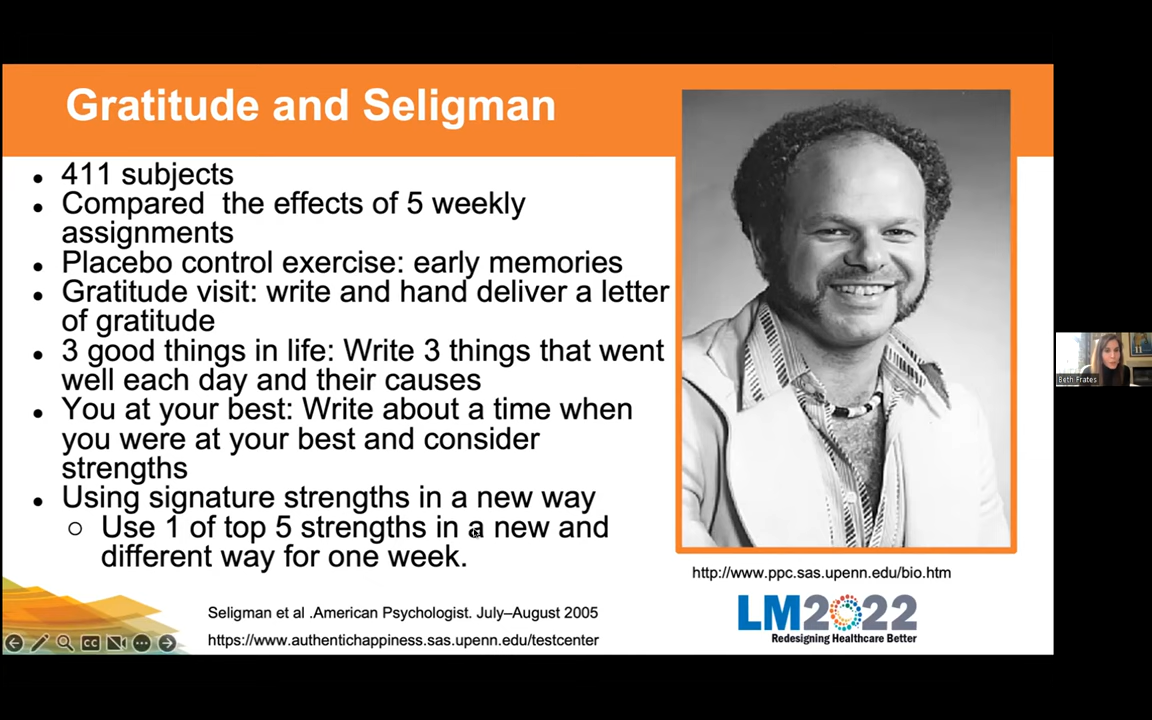 Gratitude and Seligman
● 411 subjects
● Compared  the effects of 5 weekly
assignments
● Placebo control exercise: early memories
● Gratitude visit: write and hand deliver a letter
of gratitude
● 3 good things in life: Write 3 things that went
well each day and their causes
● You at your best: Write about a time when
you were at your best and consider
strengths
● Using signature strengths in a new way
○ Use 1 of top 5 strengths in a new and
different way for one week.
http://www.ppc.sas.upenn.edu/bio.htm
Seligman et al .American Psychologist. July–August 2005
https://www.authentichappiness.sas.upenn.edu/testcenter
LM2022
Redesigning Healthcare Better
CC
Beth Frates
11